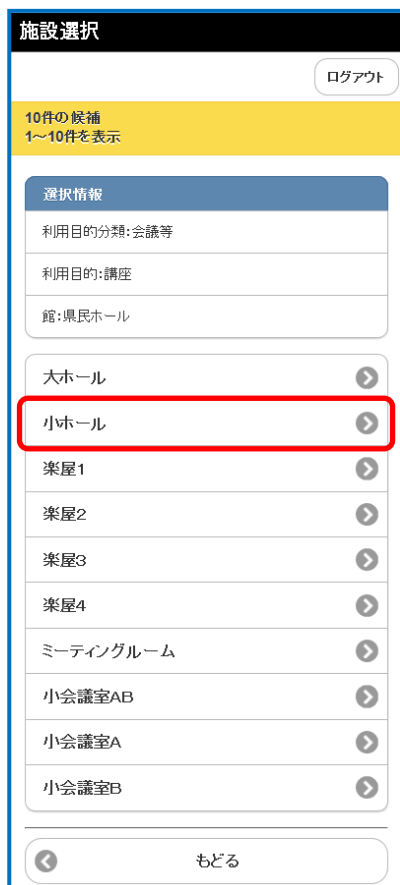 施設選択
ログアウト
10件の候補
1～10件を表示
選択情報
利用目的分類:会議等
利用目的:講座
館:県民ホール
大ホール
小ホール
楽屋1
楽屋2
楽屋3
楽屋4
ミーティングルーム
小会議室AB
小会議室A
小会議室B
もどる